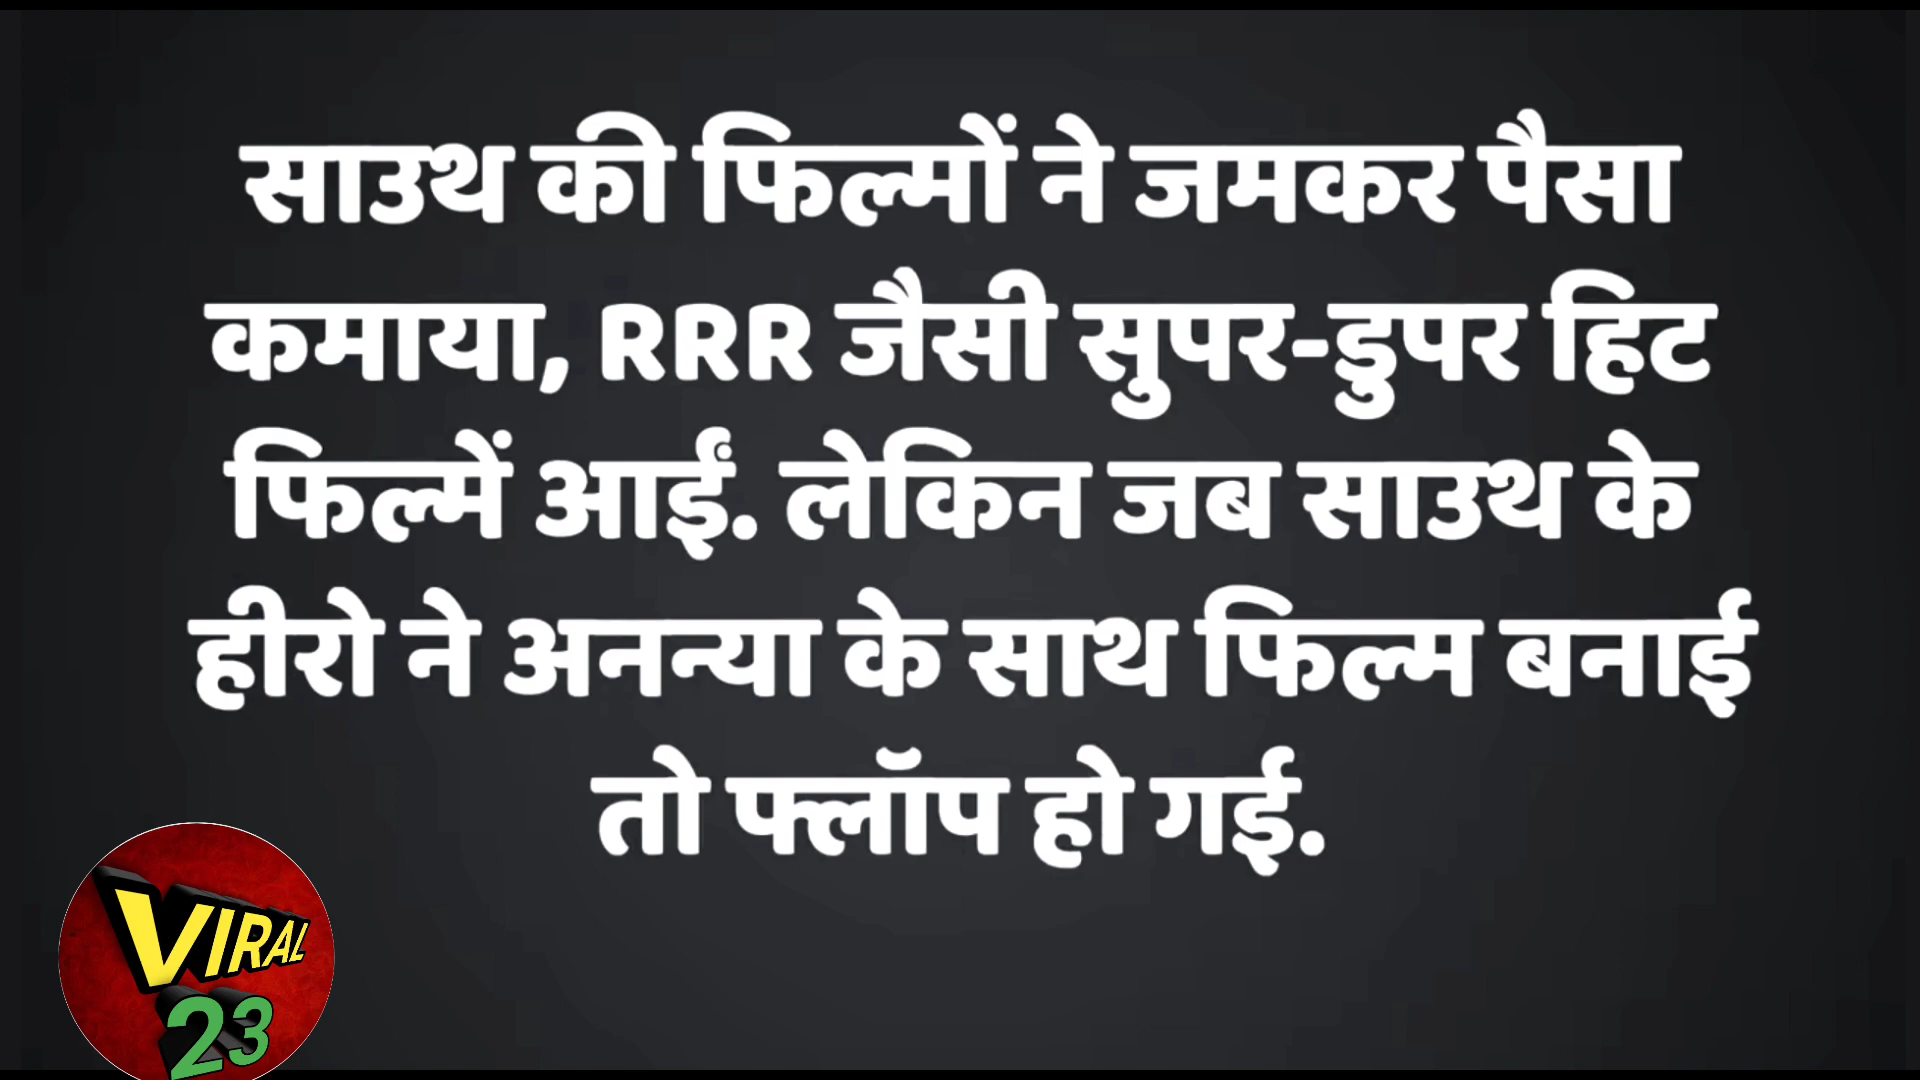 साउथ की फिल्मों ने जमकर पैसा
कमाया, RRR जैसी सुपर-डुपर हिट
फिल्में आईं. लेकिन जब साउथ के
हीरो ने अनन्या के साथ फिल्म बनाई
तो फ्लॉप हो गई.
VIRAL
23